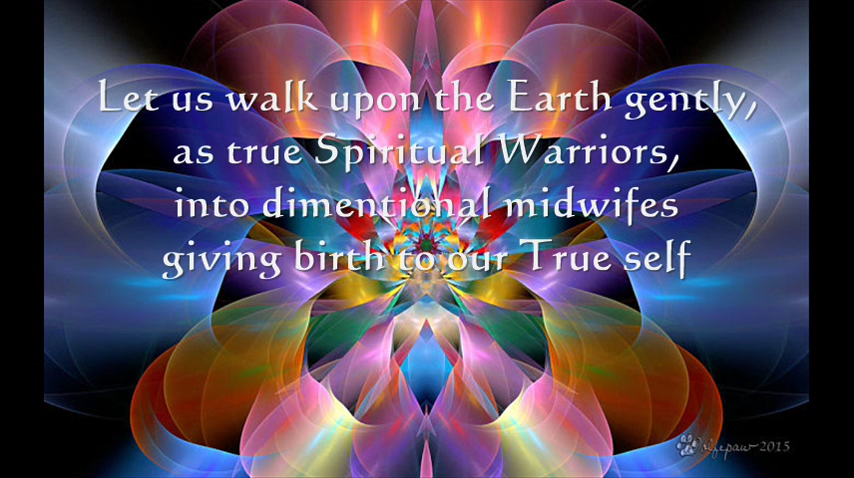 Let us walk upon the Earth gently,
as true Spiritual Warriors,
into dimentional midwifes
giving birth to our True self
2015